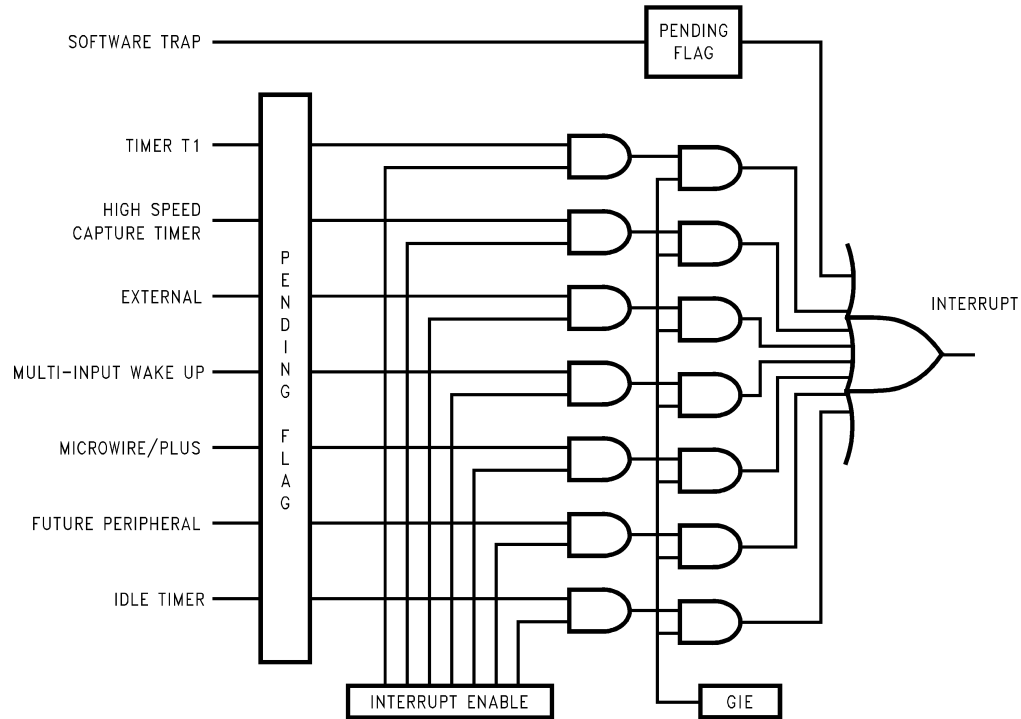 SOFTWARE TRAP
PENDING
FLAG
TIMER T1
HIGH SPEED
CAPTURE TIMER
EXTERNAL
MULTI-INPUT WAKE UP
MICROWIRE/PLUS
FUTURE PERIPHERAL
IDLE TIMER
PENDING FLAG
INTERRUPT ENABLE
GIE
INTERRUPT